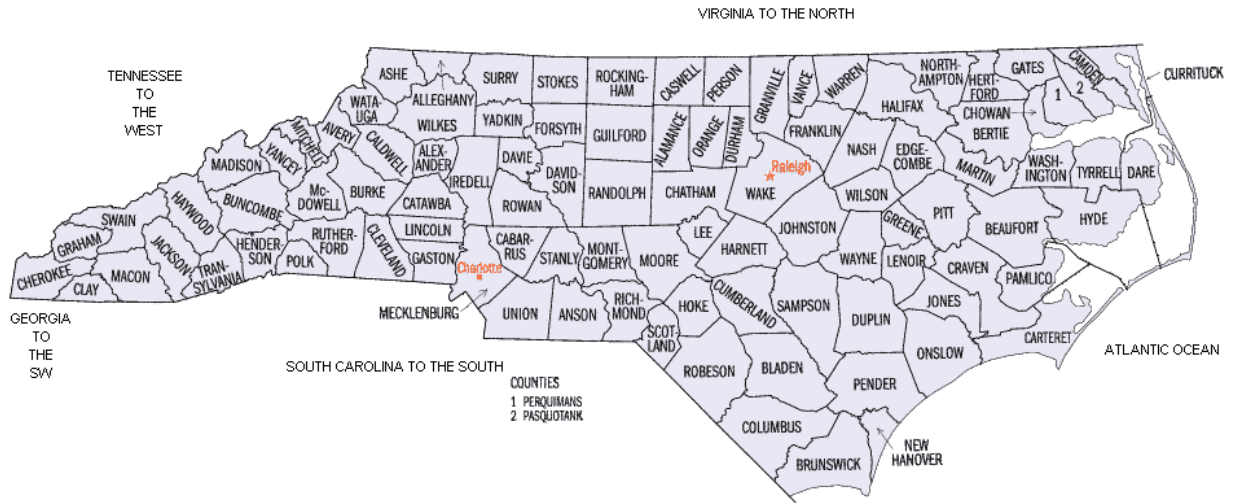 VIRGINIA TO THE NORTH
TENNESSEE
TO
THE
WEST
ASHE
ALLEGHANY
SURRY
STOKES
ROCKING-
HAM
CASWELL
PERSON
GRANVILLE
VANCE
WARREN
NORTH-
AMPTON
HERT-
FORD
GATES
CAMDEN
CURRITUCK
WATA-
UGA
WILKES
YADKIN
FORSYTH
GUILFORD
ALAMANCE
ORANGE
DURHAM
FRANKLIN
HALIFAX
CHOWAN
BERTIE
1
2
MITCHELL
AVERY
CALDWELL
ALEX-
ANDER
IREDELL
DAVIE
DAVID-
SON
RANDOLPH
CHATHAM
Raleigh
WAKE
NASH
EDGE-
COMBE
MARTIN
WASH-
INGTON
TYRRELL
DARE
MADISON
YANCEY
Mc-
DOWELL
BURKE
CATAWBA
ROWAN
WILSON
PITT
BEAUFORT
HYDE
SWAIN
HAYWOOD
BUNCOMBE
RUTHER-
FORD
CLEVELAND
LINCOLN
GASTON
CABAR-
RUS
STANLY
MONT-
GOMERY
MOORE
LEE
HARNETT
JOHNSTON
GREENE
WAYNE
LENOIR
CRAVEN
PAMLICO
GRAHAM
CHEROKEE
CLAY
MACON
JACKSON
TRAN-
SYLVANIA
HENDER-
SON
POLK
Charlotte
MECKLENBURG
UNION
ANSON
RICH-
MOND
SCOT-
LAND
HOKE
CUMBERLAND
SAMPSON
DUPLIN
JONES
ONSLOW
CARTERET
GEORGIA
TO
THE
SW
SOUTH CAROLINA TO THE SOUTH
ROBESON
BLADEN
PENDER
ATLANTIC OCEAN
COUNTIES
1 PERQUIMANS
2 PASQUOTANK
COLUMBUS
BRUNSWICK
NEW
HANOVER